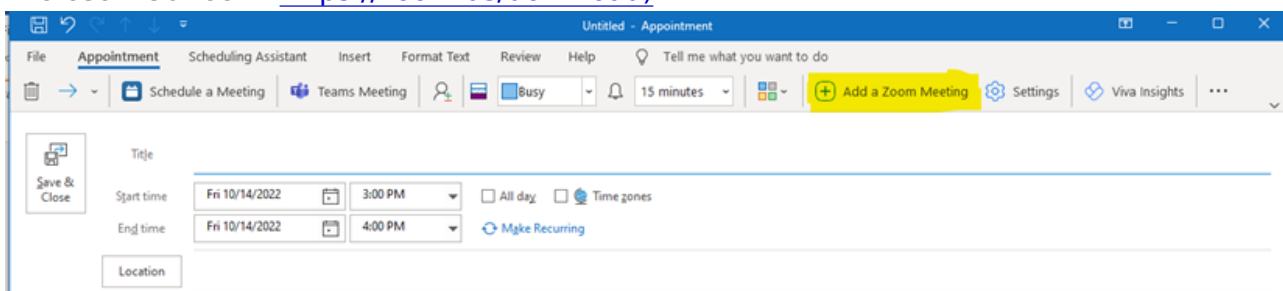 Untitled - Appointment
File Appointment Scheduling Assistant Insert Format Text Review Help Tell me what you want to do
Schedule a Meeting Teams Meeting Busy 15 minutes Add a Zoom Meeting Settings Viva Insights ...
Title
Save & Close
Start time Fri 10/14/2022 3:00 PM All day Time zones
End time Fri 10/14/2022 4:00 PM Make Recurring
Location